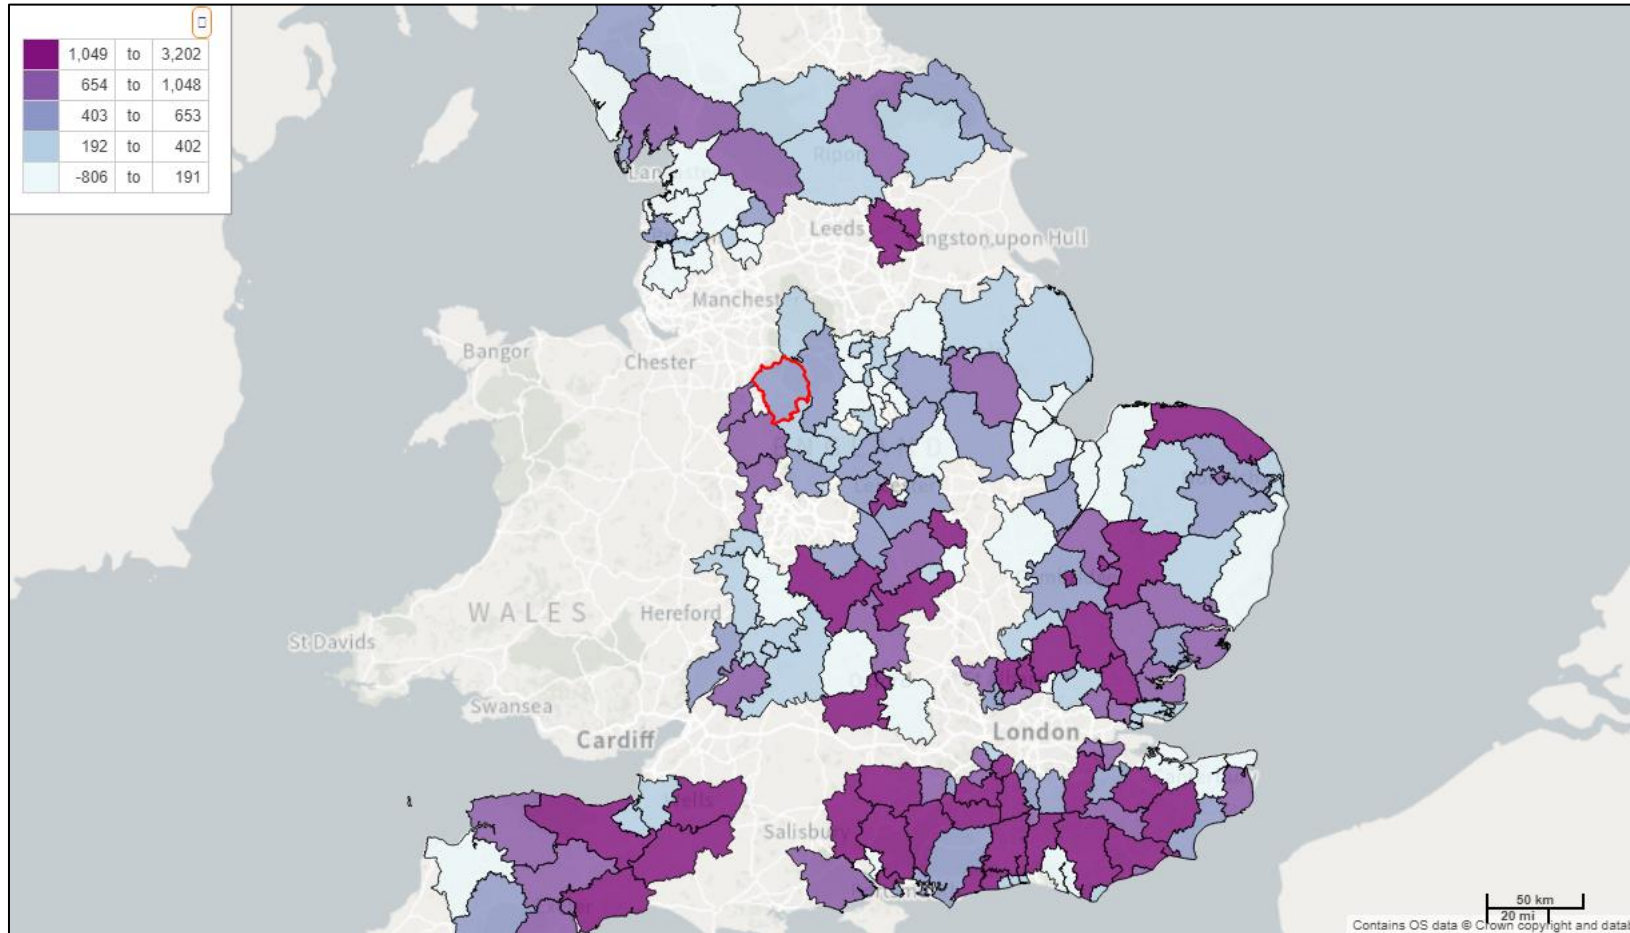 1,049 to 3,202
654 to 1,048
403 to 653
192 to 402
-806 to 191
Ripon
Leeds
Manchest
Bangor
Chester
WALES
Hereford
St Davids
Swansea
Cardiff
London
Salisbury
50 km
20 mi
Contains OS data © Crown copyright and datab